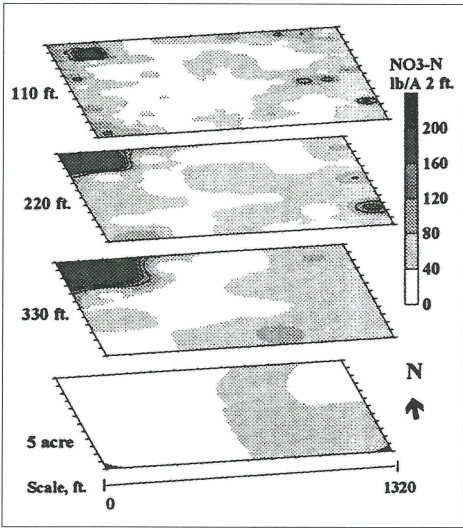 NO3-N
lb/A 2 ft.
110 ft.
200
160
220 ft.
120
80
40
330 ft.
0
N
5 acre
Scale, ft.
0
1320